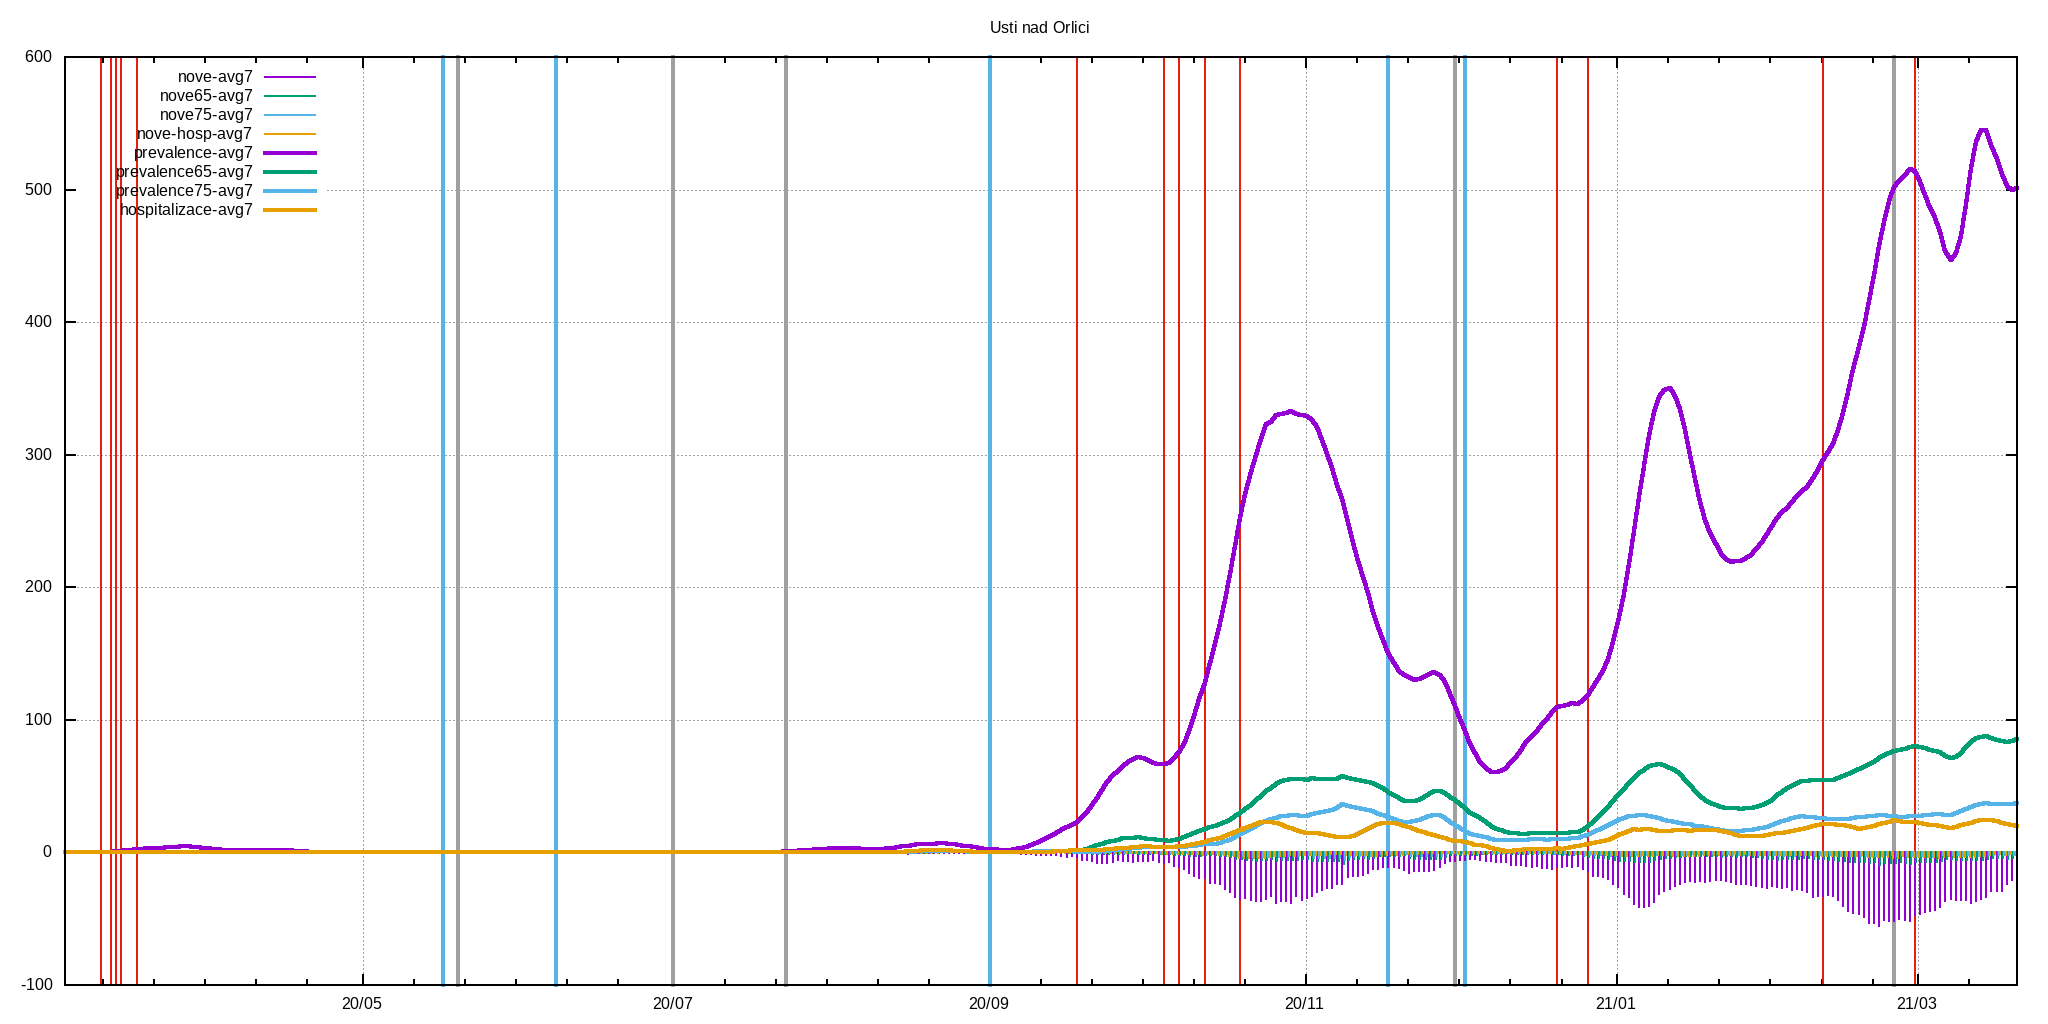 Usti nad Orlici
600
500
400
300
200
100
0
-100
nove-avg7
nove65-avg7
nove75-avg7
nove-hosp-avg7
prevalence-avg7
prevalence65-avg7
prevalence75-avg7
hospitalizace-avg7
20/05
20/07
20/09
20/11
21/01
21/03